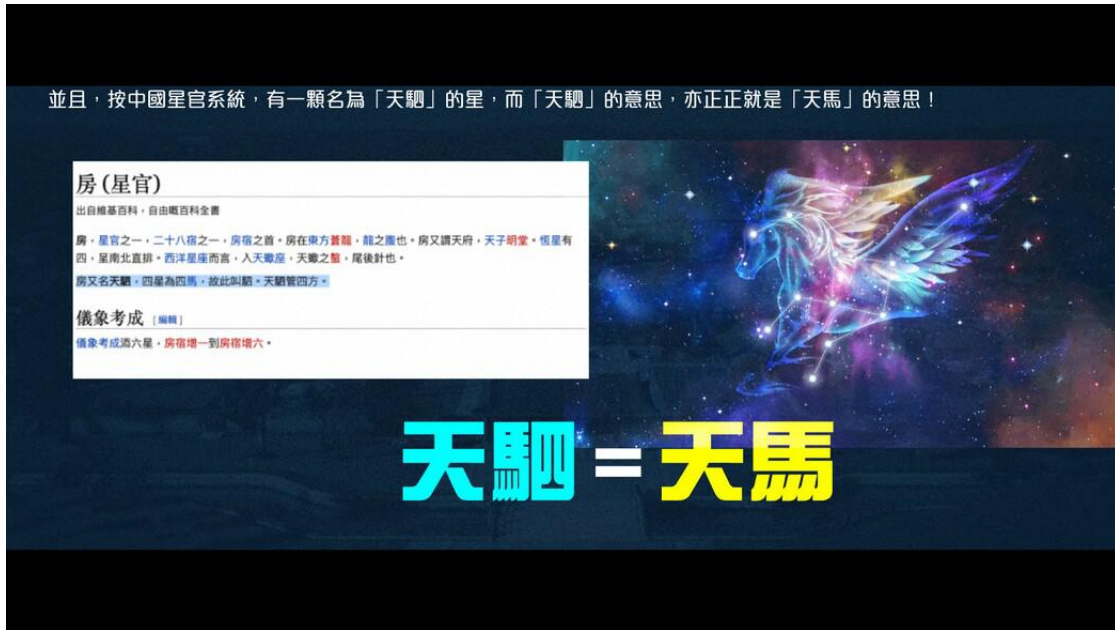 並且，按中國星官系統，有一顆名為「天駟」的星，而「天駟」的意思，亦正正就是「天馬」的意思！
房 (星官)
出自維基百科，自由嘅百科全書
房，星官之一，二十八宿之一，房宿之首。房在東方蒼龍，龍之腹也。房又謂天府，天子明堂。恆星有
四，呈南北直排。西洋星座而言，入天蠍座，天蠍之螯，尾後針也。
房又名天駟，四星為四馬，故此叫駟。天駟管四方。
儀象考成 [編輯]
儀象考成添六星，房宿增一到房宿增六。
天駟=天馬